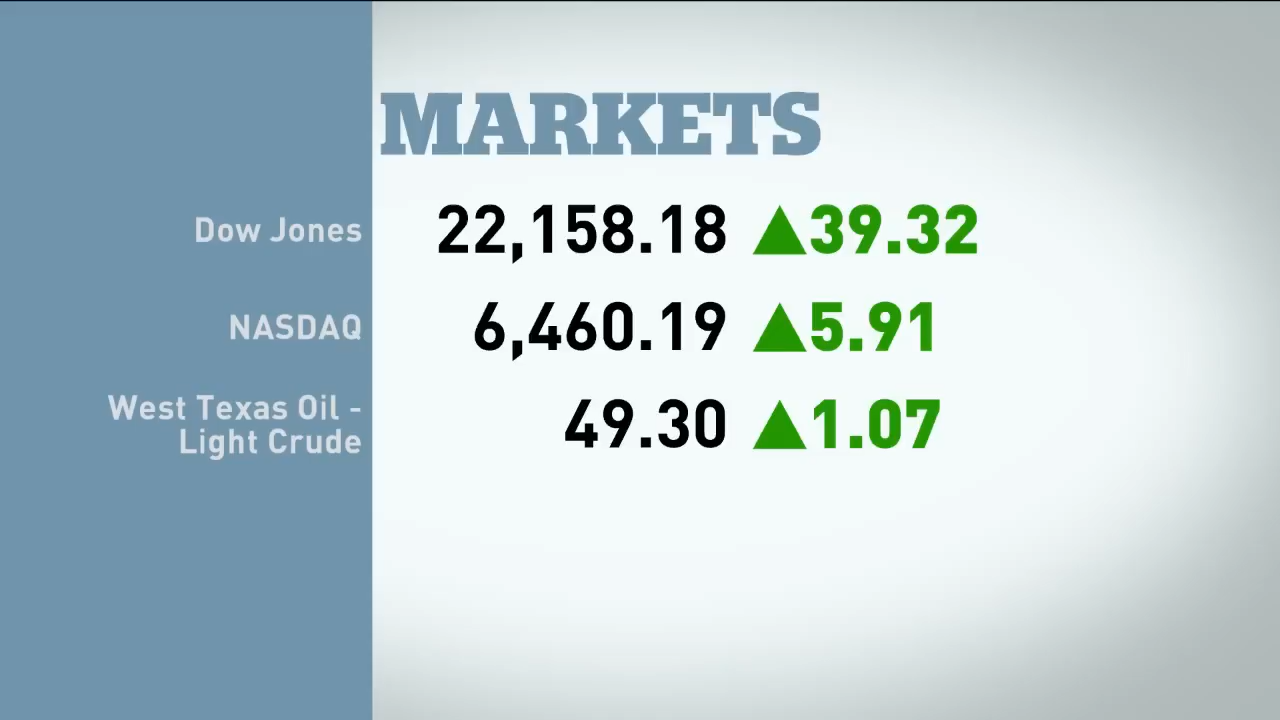 MARKETS
Dow Jones 22,158.18 ▲39.32
NASDAQ 6,460.19 ▲5.91
West Texas Oil -
Light Crude 49.30 ▲1.07